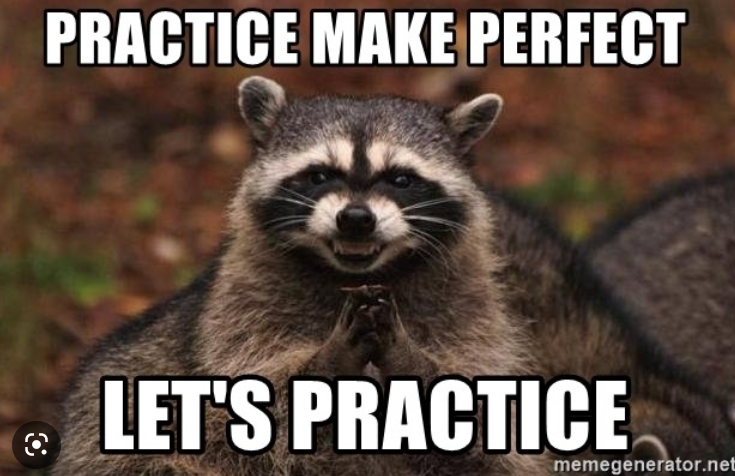 PRACTICE MAKE PERFECT
LET'S PRACTICE
memegenerator.net